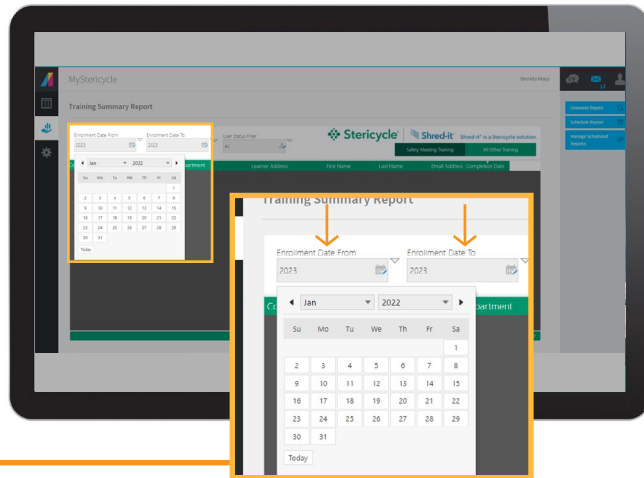 MyStericycle
Brenda Mayo
13
Training Summary Report
Enrollment Date From
Enrollment Date To
User Status Filter
2023
2023
All
Stericycle®
Shred-it®
Shred-it® is a Stericycle solution.
Safety Meeting Training
All Other Training
Generate Report
Schedule Report
Manage Scheduled
Reports
Learner Address
First Name
Last Name
Email Address
Completion Date
partment
Jan
2022
Su Mo Tu We Th Fr Sa
1
2 3 4 5 6 7 8
9 10 11 12 13 14 15
16 17 18 19 20 21 22
23 24 25 26 27 28 29
30 31
Today
Training Summary Report
Enrollment Date From
Enrollment Date To
2023
2023
Co
partment
Jan
2022
Su Mo Tu We Th Fr Sa
1
2 3 4 5 6 7 8
9 10 11 12 13 14 15
16 17 18 19 20 21 22
23 24 25 26 27 28 29
30 31
Today